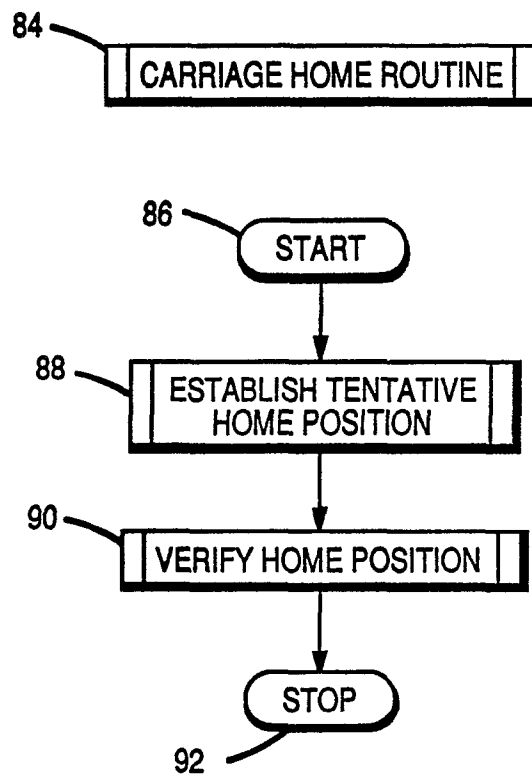 84
CARRIAGE HOME ROUTINE
86
START
88
ESTABLISH TENTATIVE
HOME POSITION
90
VERIFY HOME POSITION
STOP
92